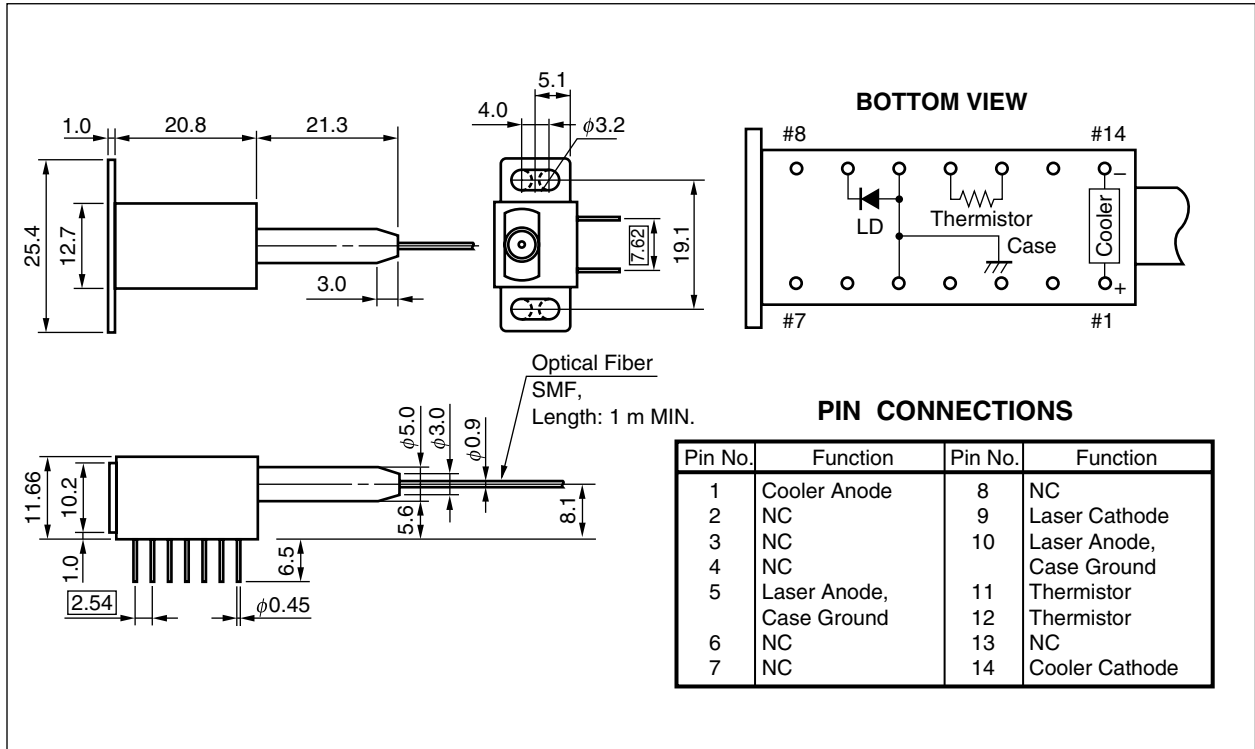 1.0
20.8
21.3
25.4
12.7
3.0
5.1
4.0
ϕ3.2
7.62
19.1
BOTTOM VIEW
#8
#14
LD
Thermistor
Case
Cooler
–
+
#7
#1
Optical Fiber
SMF,
Length: 1 m MIN.
11.66
10.2
1.0
2.54
6.5
ϕ0.45
ϕ5.0
ϕ3.0
ϕ0.9
5.6
8.1
PIN CONNECTIONS
Pin No. Function Pin No. Function
1 Cooler Anode 8 NC
2 NC 9 Laser Cathode
3 NC 10 Laser Anode,
4 NC Case Ground
5 Laser Anode, 11 Thermistor
Case Ground 12 Thermistor
6 NC 13 NC
7 NC 14 Cooler Cathode